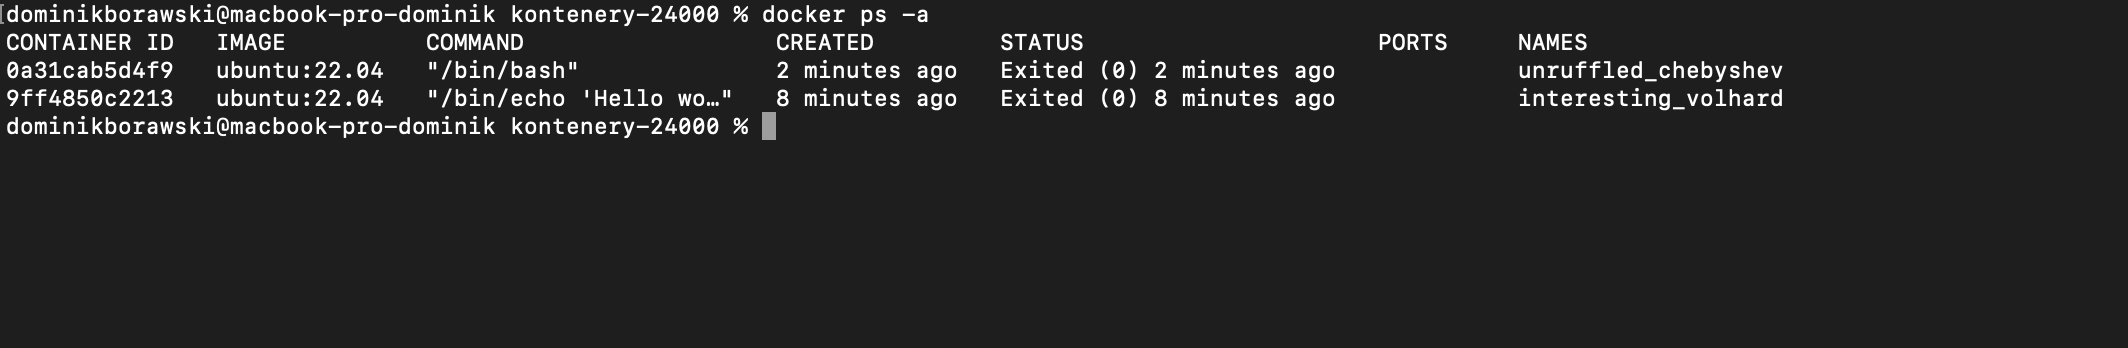 [dominikborawski@macbook-pro-dominik kontenery-24000 % docker ps -a
CONTAINER ID   IMAGE          COMMAND                  CREATED         STATUS                     PORTS     NAMES
0a31cab5d4f9   ubuntu:22.04   "/bin/bash"              2 minutes ago   Exited (0) 2 minutes ago             unruffled_chebyshev
9ff4850c2213   ubuntu:22.04   "/bin/echo 'Hello wo…"   8 minutes ago   Exited (0) 8 minutes ago             interesting_volhard
dominikborawski@macbook-pro-dominik kontenery-24000 %